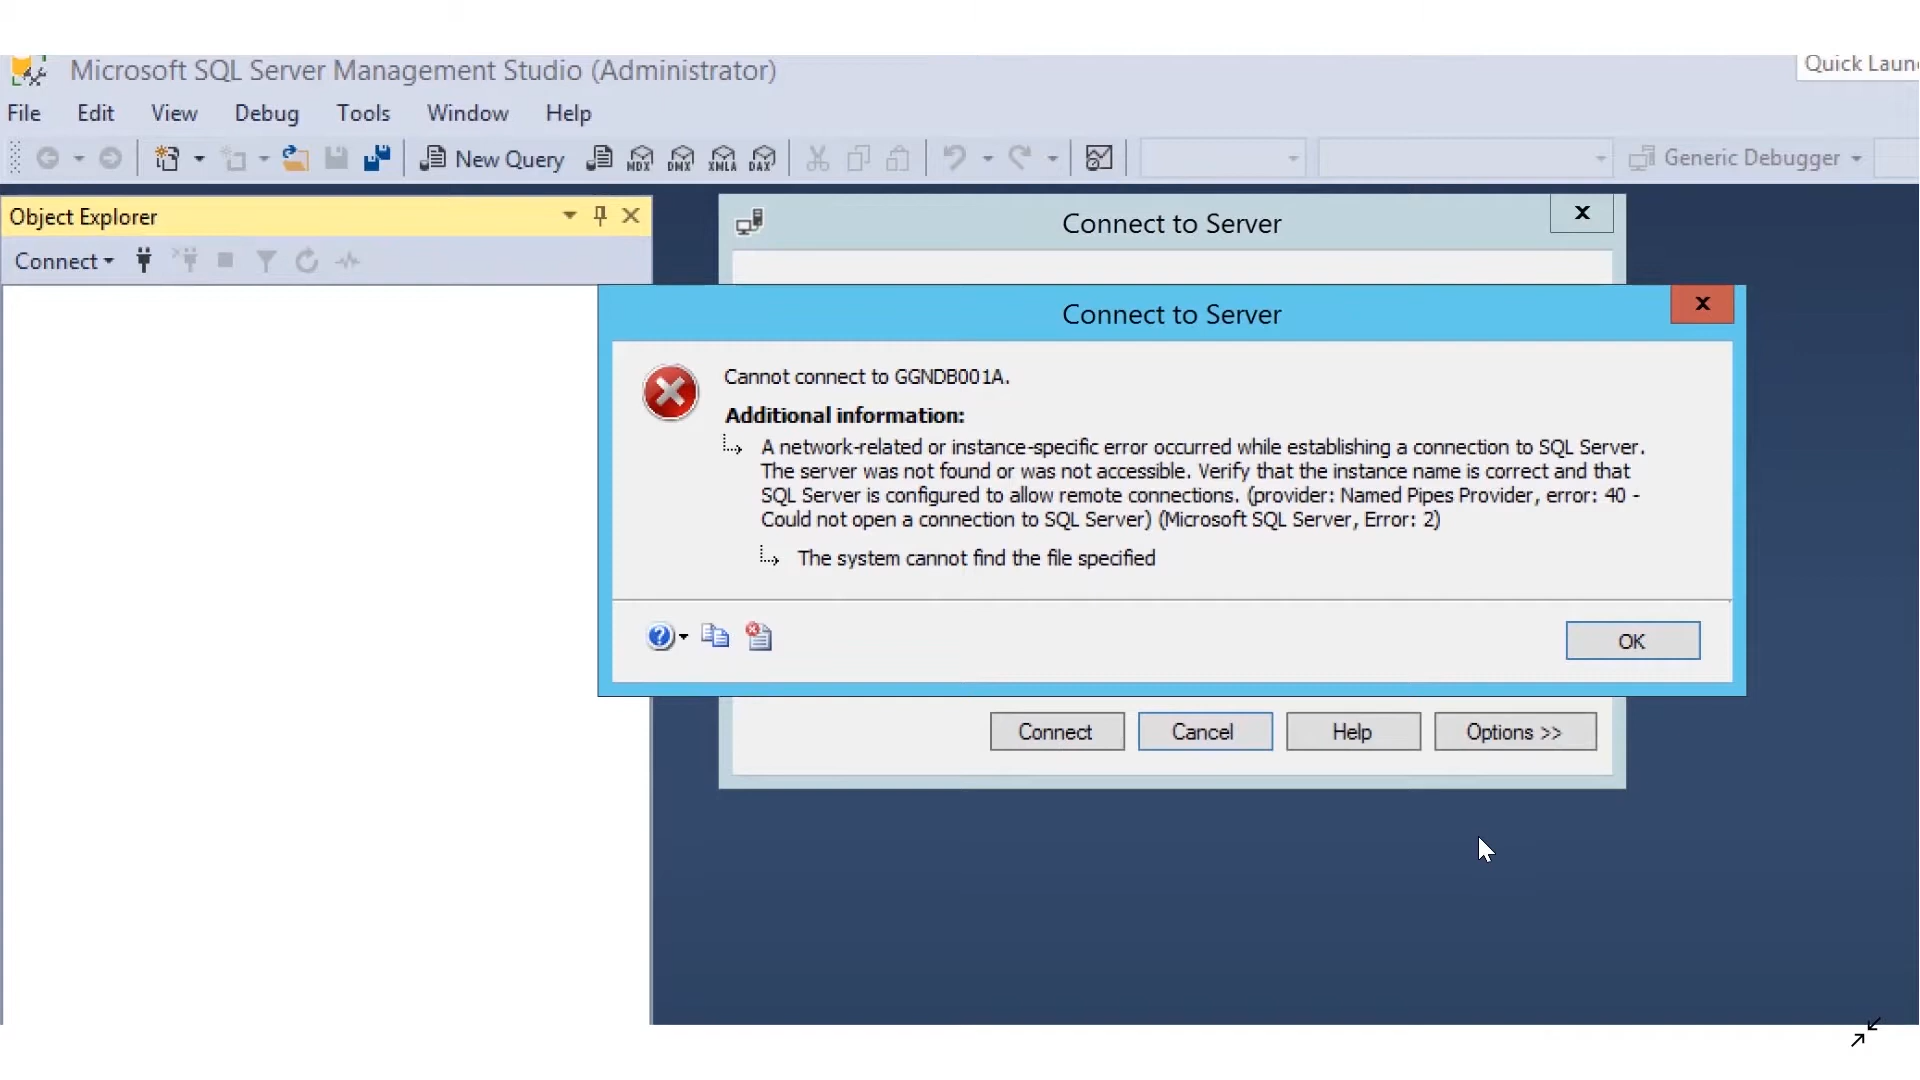 Microsoft SQL Server Management Studio (Administrator)
Quick Laun
File Edit View Debug Tools Window Help
New Query MDX DMX XMLA DAX Generic Debugger
Object Explorer
Connect to Server
x
Connect
Connect to Server
x
Cannot connect to GGNDB001A.
Additional information:
A network-related or instance-specific error occurred while establishing a connection to SQL Server.
The server was not found or was not accessible. Verify that the instance name is correct and that
SQL Server is configured to allow remote connections. (provider: Named Pipes Provider, error: 40 -
Could not open a connection to SQL Server) (Microsoft SQL Server, Error: 2)
The system cannot find the file specified
OK
Connect Cancel Help Options >>